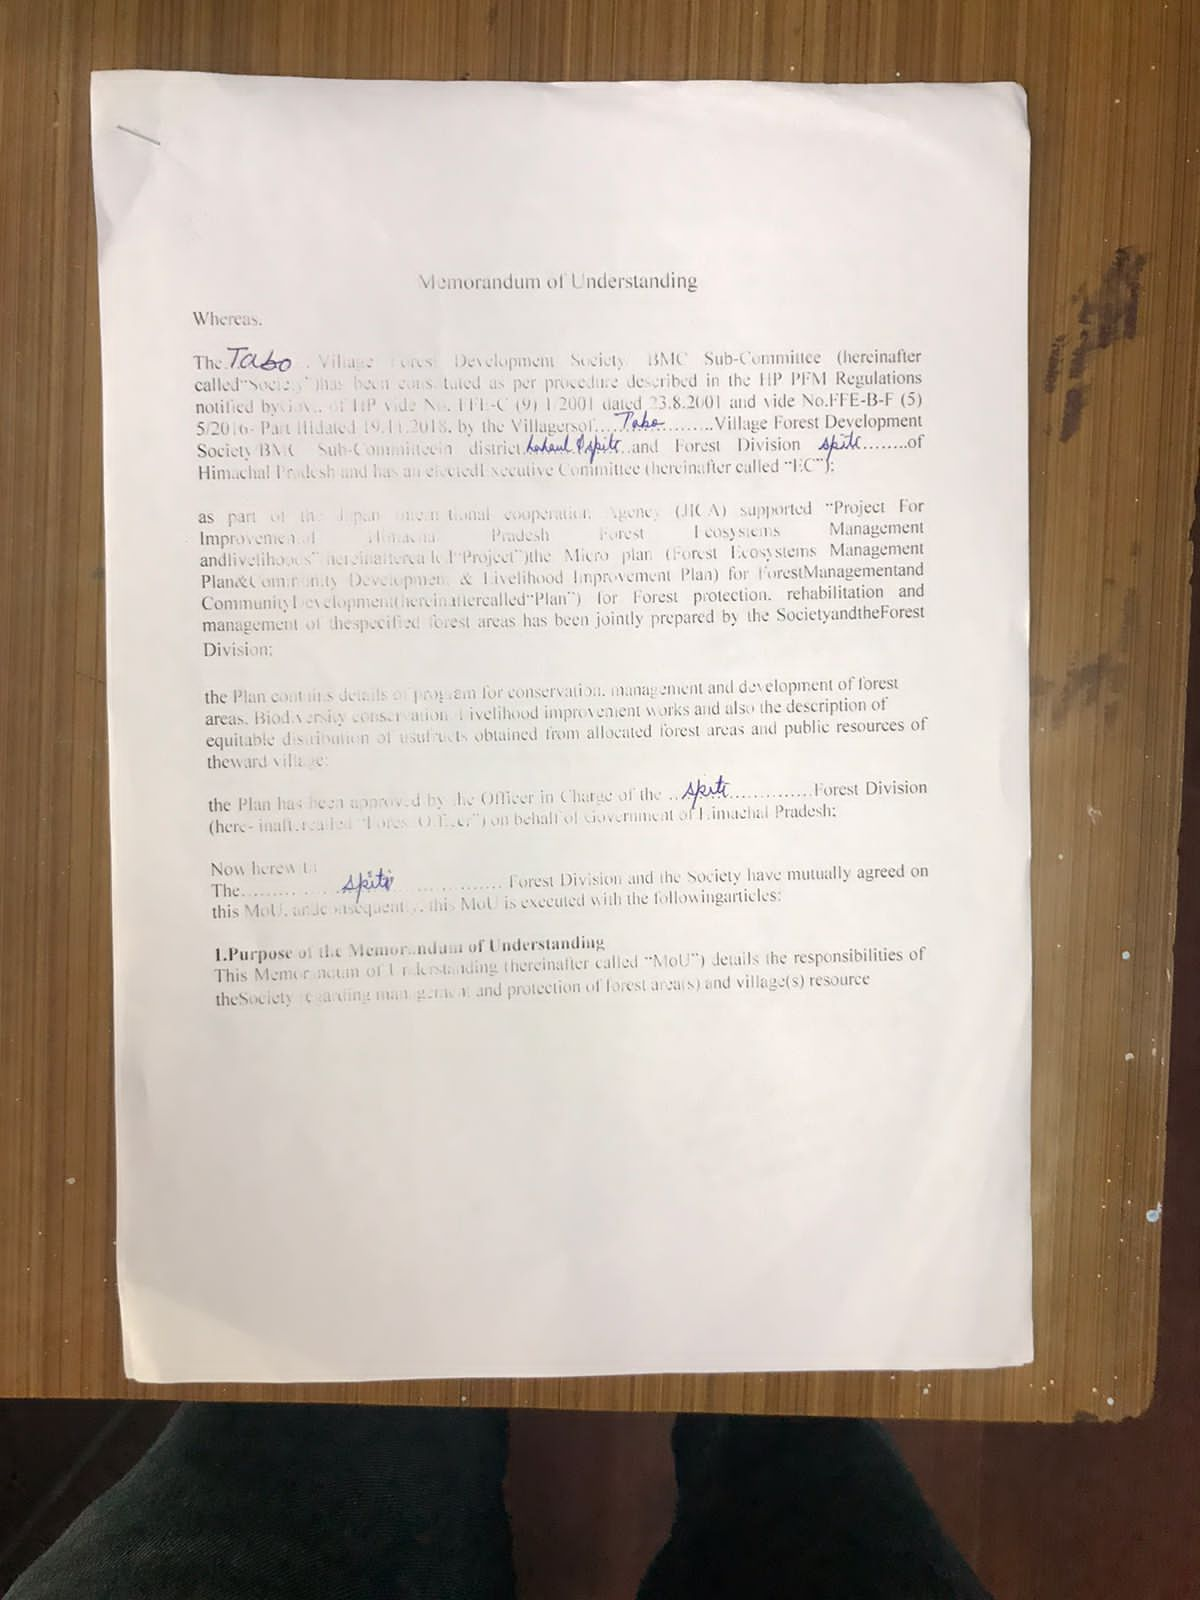 Memorandum of Understanding
Whereas.
The Tabo . Village Forest Development Society/ BMC Sub-Committee (hereinafter
called"Society")has been constituted as per procedure described in the HP PFM Regulations
notified by Govt. of HP vide No. FFE-C (9) 1/2001 dated 23.8.2001 and vide No.FFE-B-F (5)
5/2016- Part IIIdated 19.11.2018, by the Villagersof....Tabo...........Village Forest Development
Society/BMC Sub-Committeein district.Lahaul & spiti..and Forest Division spiti........of
Himachal Pradesh and has an electedExecutive Committee (hereinafter called "EC");
as part of the Japan International cooperation Agency (JICA) supported "Project For
Improvementof Himachal Pradesh Forest Ecosystems Management
andlivelihoods" hereinaftercalled"Project")the Micro plan (Forest Ecosystems Management
Plan&Community Development & Livelihood Improvement Plan) for ForestManagementand
CommunityDevelopment(hereinaftercalled"Plan") for Forest protection, rehabilitation and
management of thespecified forest areas has been jointly prepared by the SocietyandtheForest
Division;
the Plan contains details of program for conservation, management and development of forest
areas, Biodiversity conservation, Livelihood improvement works and also the description of
equitable distribution of usufructs obtained from allocated forest areas and public resources of
theward village;
the Plan has been approved by the Officer in Charge of the ..spiti..............Forest Division
(here- inafter called "Forest Officer") on behalf of Government of Himachal Pradesh;
Now
The.......... spiti .............. Forest Division and the Society have mutually agreed on
this MoU, andconsequently, this MoU is executed with the followingarticles:
1.Purpose of the Memorandum of Understanding
This Memorandum of Understanding (hereinafter called "MoU") details the responsibilities of
theSociety regarding management and protection of forest area(s) and village(s) resource